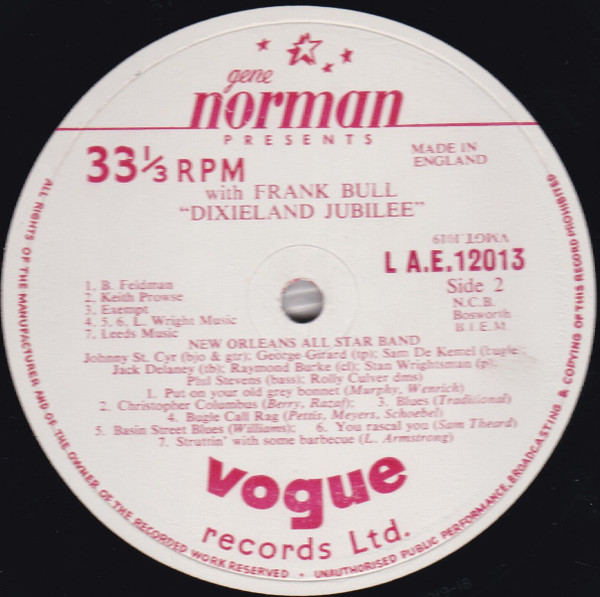 gene
norman
PRESENTS
33 1/3 RPM
MADE IN
ENGLAND
with FRANK BULL
"DIXIELAND JUBILEE"
VMGT.1019
L A.E.12013
Side 2
N.C.B.
Bosworth
B.I.E.M.
1. B. Feldman
2. Keith Prowse
3. Exempt
4. 5. 6. L. Wright Music
7. Leeds Music
NEW ORLEANS ALL STAR BAND
Johnny St. Cyr (bjo & gtr); George Girard (tp); Sam De Kemel (bugle);
Jack Delaney (tb); Raymond Burke (cl); Stan Wrightsman (p);
Phil Stevens (bass); Rolly Culver dms)
1. Put on your old grey bonnet (Murphy, Wenrich)
2. Christopher Columbus (Berry, Razaf); 3. Blues (Traditional)
4. Bugle Call Rag (Pettis, Meyers, Schoebel)
5. Basin Street Blues (Williams); 6. You rascal you (Sam Theard)
7. Struttin' with some barbecue (L. Armstrong)
vogue
records Ltd.
ALL RIGHTS OF THE MANUFACTURER AND OF THE OWNER OF THE RECORDED WORK RESERVED • UNAUTHORISED PUBLIC PERFORMANCE, BROADCASTING & COPYING OF THIS RECORD PROHIBITED